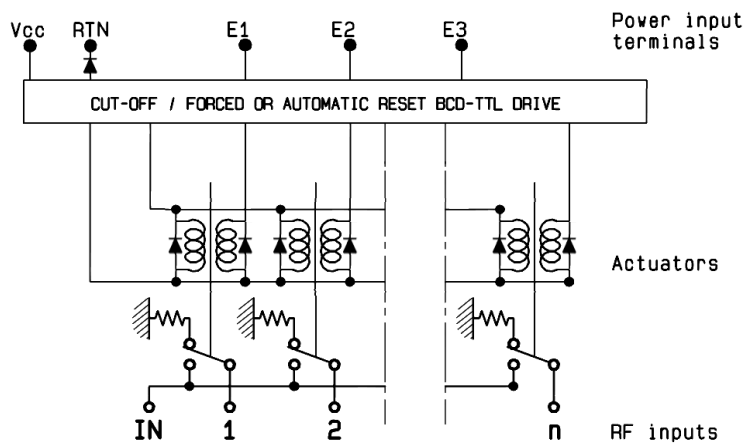 Power input
terminals
Vcc RTN E1 E2 E3
CUT-OFF / FORCED OR AUTOMATIC RESET BCD-TTL DRIVE
Actuators
IN 1 2 n
RF inputs